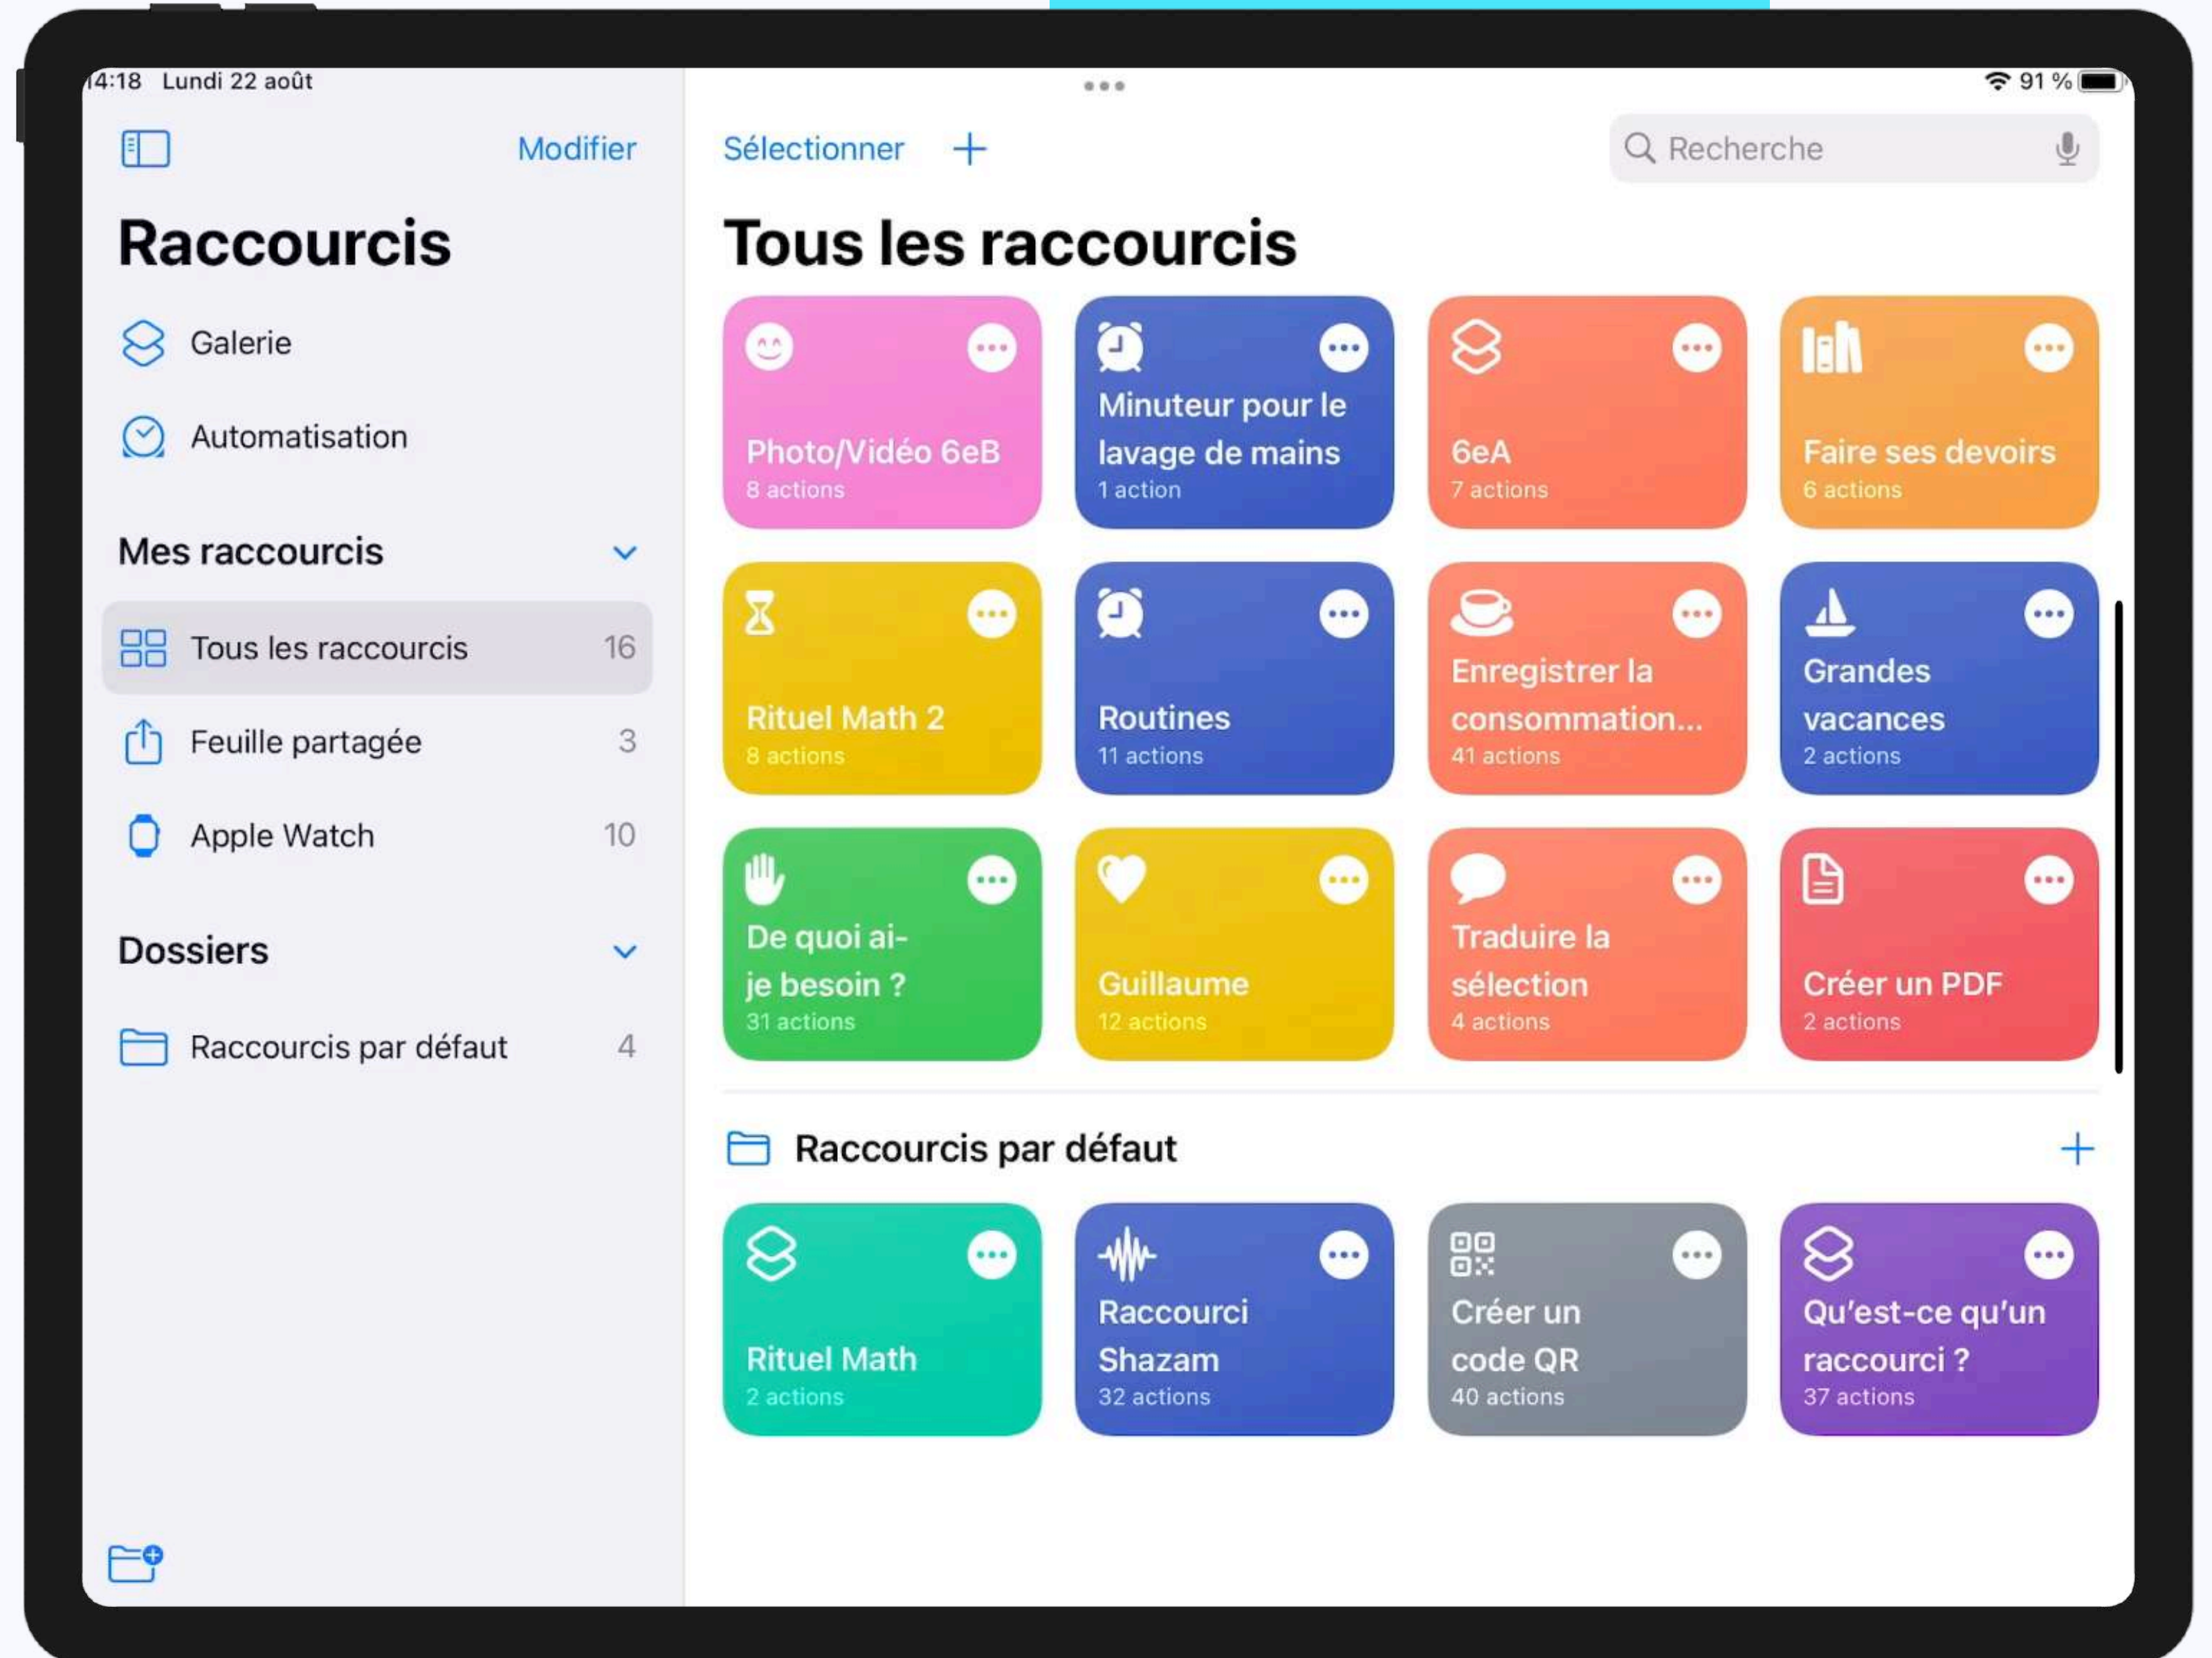 14:18 Lundi 22 août
91 %
Modifier
Raccourcis
Galerie
Automatisation
Mes raccourcis
Tous les raccourcis 16
Feuille partagée 3
Apple Watch 10
Dossiers
Raccourcis par défaut 4
Sélectionner
Recherche
Tous les raccourcis
Photo/Vidéo 6eB
8 actions
Minuteur pour le
lavage de mains
1 action
6eA
7 actions
Faire ses devoirs
6 actions
Rituel Math 2
8 actions
Routines
11 actions
Enregistrer la
consommation...
41 actions
Grandes
vacances
2 actions
De quoi ai-
je besoin ?
31 actions
Guillaume
12 actions
Traduire la
sélection
4 actions
Créer un PDF
2 actions
Raccourcis par défaut
Rituel Math
2 actions
Raccourci
Shazam
32 actions
Créer un
code QR
40 actions
Qu'est-ce qu'un
raccourci ?
37 actions